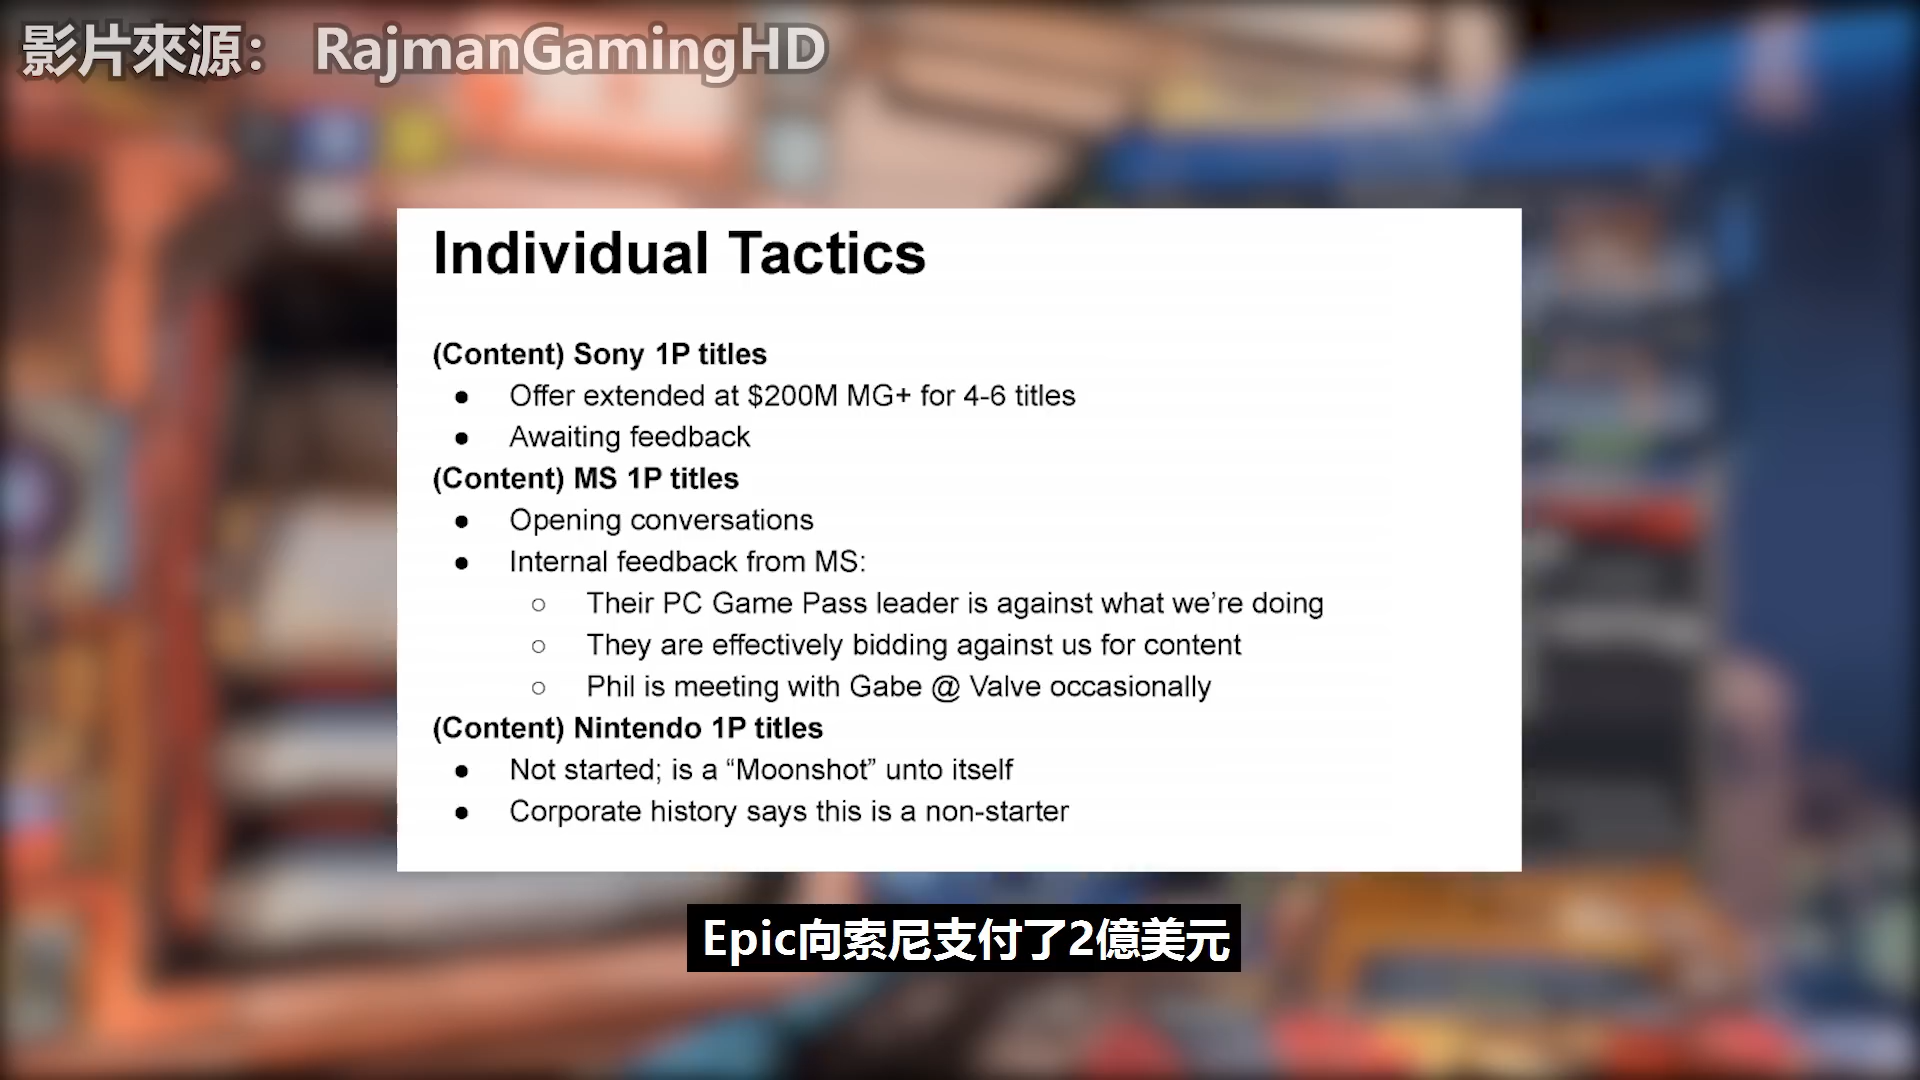 影片來源： RajmanGamingHD
Individual Tactics
(Content) Sony 1P titles
● Offer extended at $200M MG+ for 4-6 titles
● Awaiting feedback
(Content) MS 1P titles
● Opening conversations
● Internal feedback from MS:
○ Their PC Game Pass leader is against what we’re doing
○ They are effectively bidding against us for content
○ Phil is meeting with Gabe @ Valve occasionally
(Content) Nintendo 1P titles
● Not started; is a “Moonshot” unto itself
● Corporate history says this is a non-starter
Epic向索尼支付了2億美元